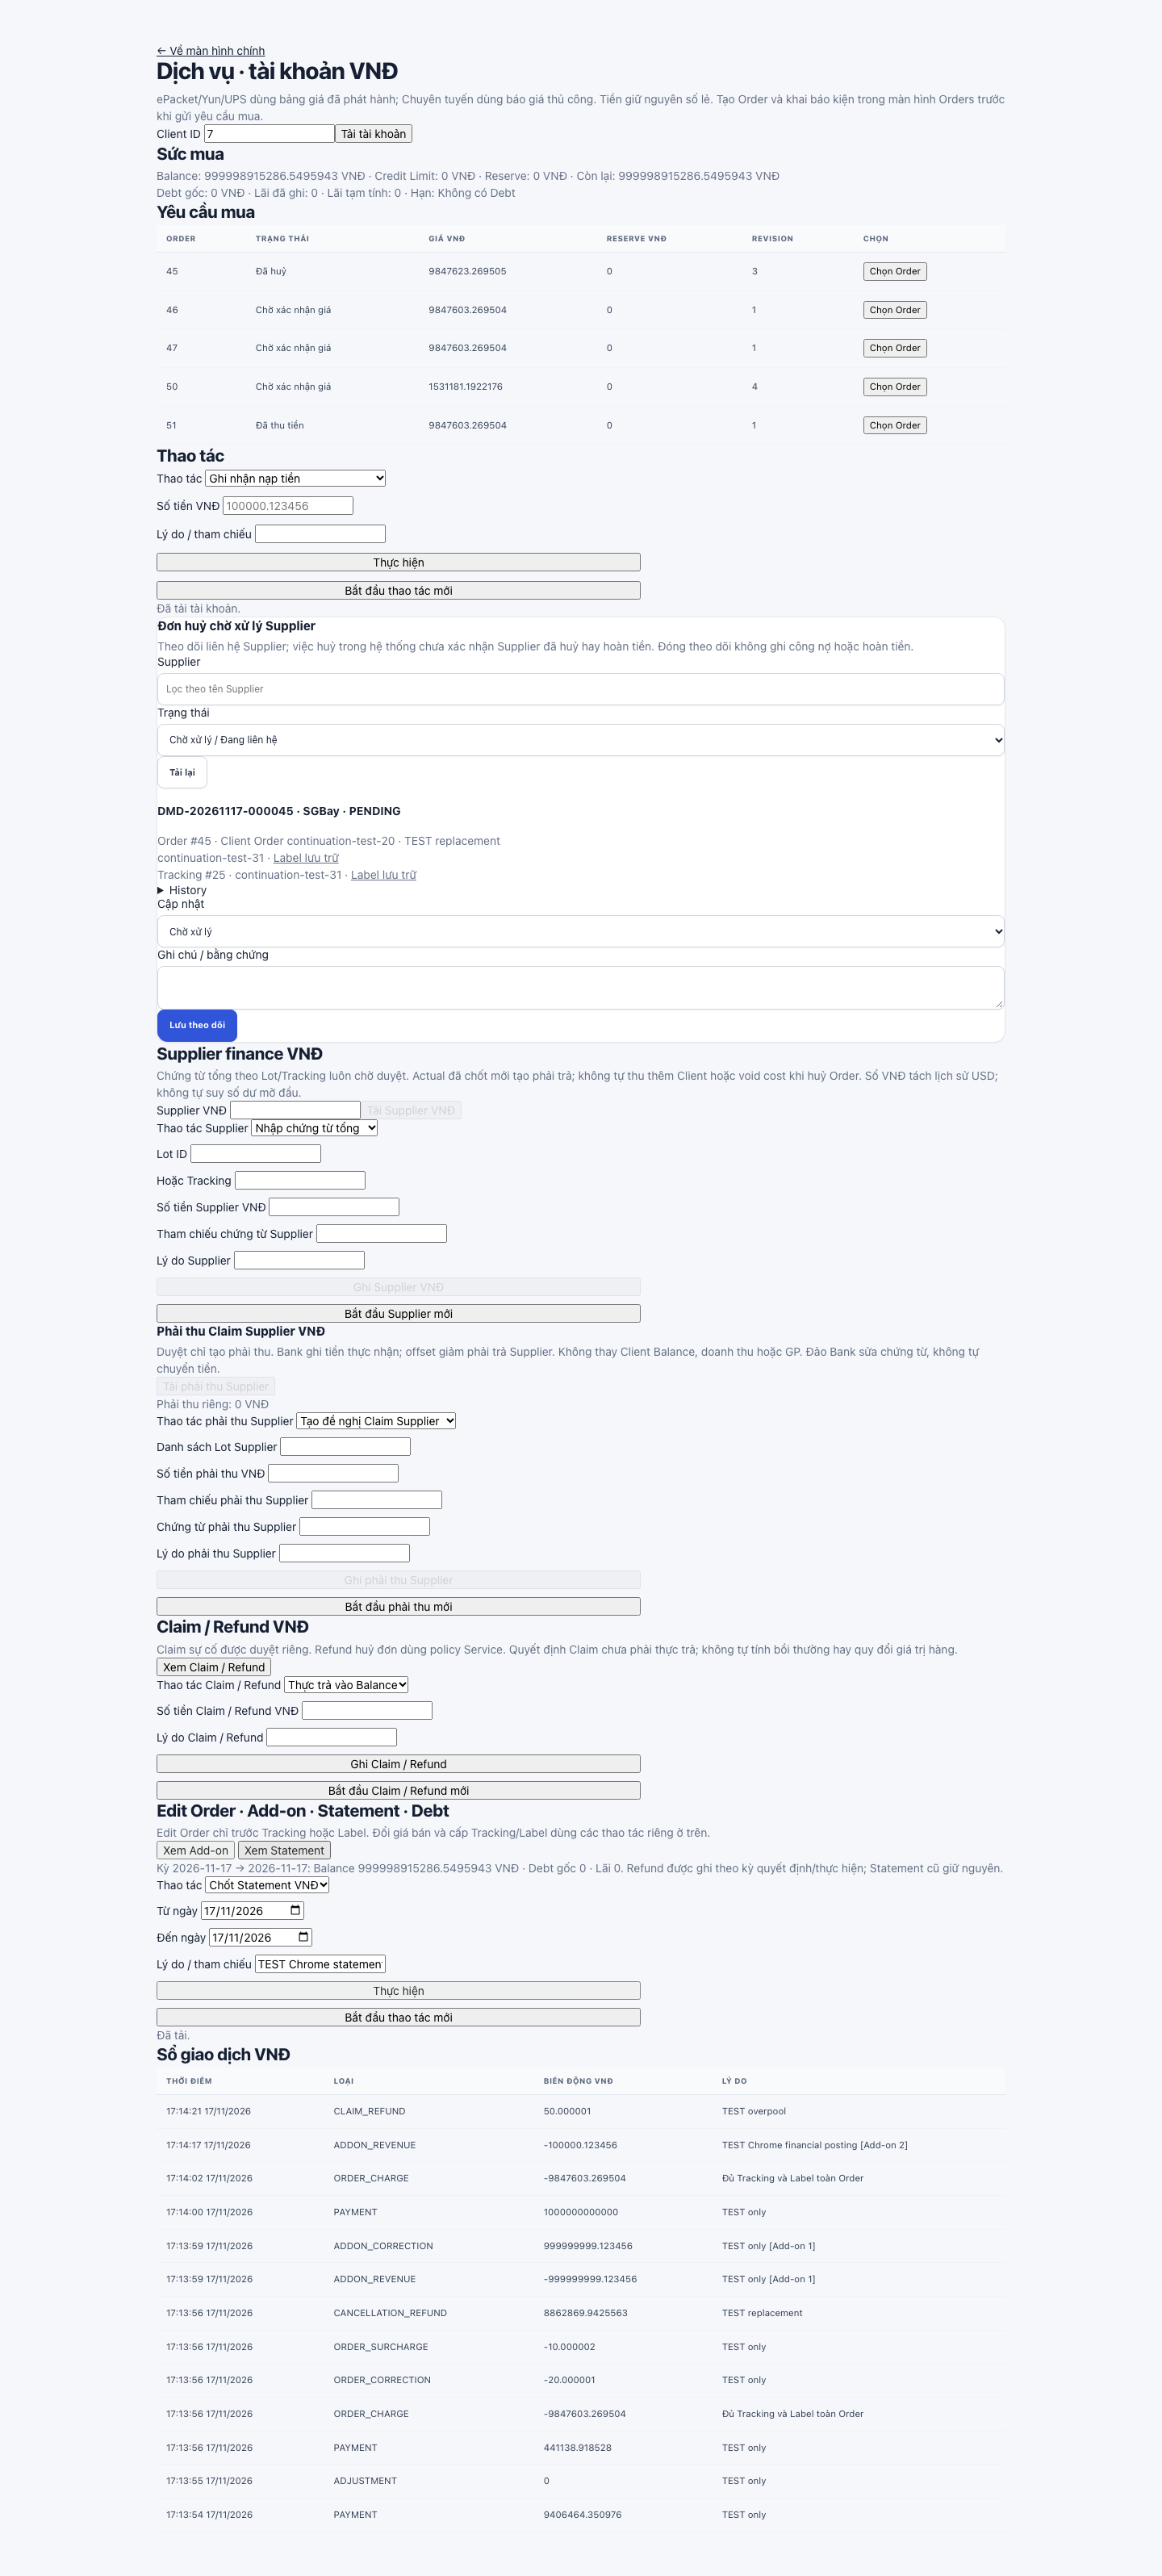 ← Về màn hình chính
Dịch vụ · tài khoản VNĐ
ePacket/Yun/UPS dùng bảng giá đã phát hành; Chuyên tuyến dùng báo giá thủ công. Tiền giữ nguyên số lẻ. Tạo Order và khai báo kiện trong màn hình Orders trước
khi gửi yêu cầu mua.
Client ID 7 Tải tài khoản
Sức mua
Balance: 999998915286.5495943 VNĐ · Credit Limit: 0 VNĐ · Reserve: 0 VNĐ · Còn lại: 999998915286.5495943 VNĐ
Debt gốc: 0 VNĐ · Lãi đã ghi: 0 · Lãi tạm tính: 0 · Hạn: Không có Debt
Yêu cầu mua
ORDER TRẠNG THÁI GIÁ VNĐ RESERVE VNĐ REVISION CHỌN
45 Đã huỷ 9847623.269505 0 3 Chọn Order
46 Chờ xác nhận giá 9847603.269504 0 1 Chọn Order
47 Chờ xác nhận giá 9847603.269504 0 1 Chọn Order
50 Chờ xác nhận giá 1531181.1922176 0 4 Chọn Order
51 Đã thu tiền 9847603.269504 0 1 Chọn Order
Thao tác
Thao tác Ghi nhận nạp tiền
Số tiền VNĐ 100000.123456
Lý do / tham chiếu
Thực hiện
Bắt đầu thao tác mới
Đã tải tài khoản.
Đơn huỷ chờ xử lý Supplier
Theo dõi liên hệ Supplier; việc huỷ trong hệ thống chưa xác nhận Supplier đã huỷ hay hoàn tiền. Đóng theo dõi không ghi công nợ hoặc hoàn tiền.
Supplier
Lọc theo tên Supplier
Trạng thái
Chờ xử lý / Đang liên hệ
Tải lại
DMD-20261117-000045 · SGBay · PENDING
Order #45 · Client Order continuation-test-20 · TEST replacement
continuation-test-31 · Label lưu trữ
Tracking #25 · continuation-test-31 · Label lưu trữ
▶ History
Cập nhật
Chờ xử lý
Ghi chú / bằng chứng
Lưu theo dõi
Supplier finance VNĐ
Chứng từ tổng theo Lot/Tracking luôn chờ duyệt. Actual đã chốt mới tạo phải trả; không tự thu thêm Client hoặc void cost khi huỷ Order. Sổ VNĐ tách lịch sử USD;
không tự suy số dư mở đầu.
Supplier VNĐ Tải Supplier VNĐ
Thao tác Supplier Nhập chứng từ tổng
Lot ID
Hoặc Tracking
Số tiền Supplier VNĐ
Tham chiếu chứng từ Supplier
Lý do Supplier
Ghi Supplier VNĐ
Bắt đầu Supplier mới
Phải thu Claim Supplier VNĐ
Duyệt chỉ tạo phải thu. Bank ghi tiền thực nhận; offset giảm phải trả Supplier. Không thay Client Balance, doanh thu hoặc GP. Đảo Bank sửa chứng từ, không tự
chuyển tiền.
Tải phải thu Supplier
Phải thu riêng: 0 VNĐ
Thao tác phải thu Supplier Tạo đề nghị Claim Supplier
Danh sách Lot Supplier
Số tiền phải thu VNĐ
Tham chiếu phải thu Supplier
Chứng từ phải thu Supplier
Lý do phải thu Supplier
Ghi phải thu Supplier
Bắt đầu phải thu mới
Claim / Refund VNĐ
Claim sự cố được duyệt riêng. Refund huỷ đơn dùng policy Service. Quyết định Claim chưa phải thực trả; không tự tính bồi thường hay quy đổi giá trị hàng.
Xem Claim / Refund
Thao tác Claim / Refund Thực trả vào Balance
Số tiền Claim / Refund VNĐ
Lý do Claim / Refund
Ghi Claim / Refund
Bắt đầu Claim / Refund mới
Edit Order · Add-on · Statement · Debt
Edit Order chỉ trước Tracking hoặc Label. Đổi giá bán và cấp Tracking/Label dùng các thao tác riêng ở trên.
Xem Add-on Xem Statement
Kỳ 2026-11-17 → 2026-11-17: Balance 999998915286.5495943 VNĐ · Debt gốc 0 · Lãi 0. Refund được ghi theo kỳ quyết định/thực hiện; Statement cũ giữ nguyên.
Thao tác Chốt Statement VNĐ
Từ ngày 17/11/2026
Đến ngày 17/11/2026
Lý do / tham chiếu TEST Chrome statemen
Thực hiện
Bắt đầu thao tác mới
Đã tải.
Sổ giao dịch VNĐ
THỜI ĐIỂM LOẠI BIẾN ĐỘNG VNĐ LÝ DO
17:14:21 17/11/2026 CLAIM_REFUND 50.000001 TEST overpool
17:14:17 17/11/2026 ADDON_REVENUE -100000.123456 TEST Chrome financial posting [Add-on 2]
17:14:02 17/11/2026 ORDER_CHARGE -9847603.269504 Đủ Tracking và Label toàn Order
17:14:00 17/11/2026 PAYMENT 1000000000000 TEST only
17:13:59 17/11/2026 ADDON_CORRECTION 999999999.123456 TEST only [Add-on 1]
17:13:59 17/11/2026 ADDON_REVENUE -999999999.123456 TEST only [Add-on 1]
17:13:56 17/11/2026 CANCELLATION_REFUND 8862869.9425563 TEST replacement
17:13:56 17/11/2026 ORDER_SURCHARGE -10.000002 TEST only
17:13:56 17/11/2026 ORDER_CORRECTION -20.000001 TEST only
17:13:56 17/11/2026 ORDER_CHARGE -9847603.269504 Đủ Tracking và Label toàn Order
17:13:56 17/11/2026 PAYMENT 441138.918528 TEST only
17:13:55 17/11/2026 ADJUSTMENT 0 TEST only
17:13:54 17/11/2026 PAYMENT 9406464.350976 TEST only